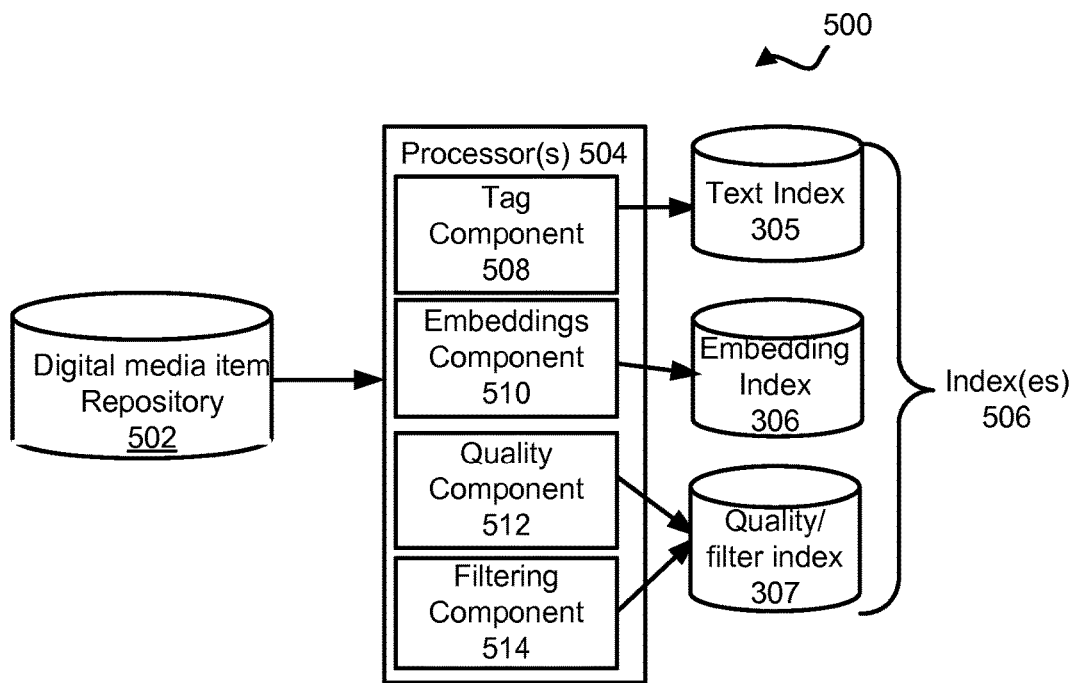 500
Processor(s) 504
Tag
Component
508
Embeddings
Component
510
Quality
Component
512
Filtering
Component
514
Digital media item
Repository
502
Text Index
305
Embedding
Index
306
Quality/
filter index
307
Index(es)
506